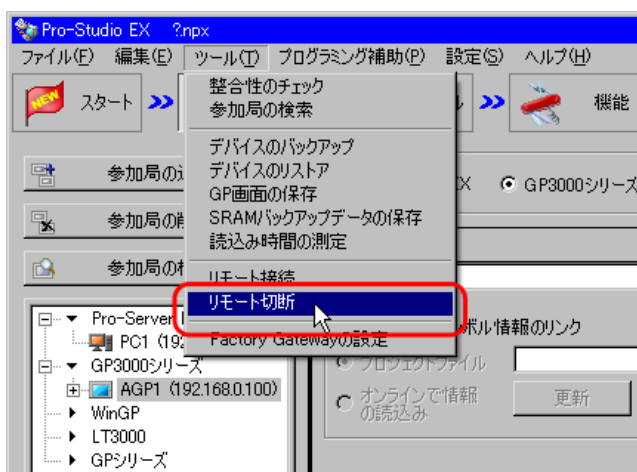 Pro-Studio EX ?.npx
ファイル(F) 編集(E) ツール(T) プログラミング補助(P) 設定(S) ヘルプ(H)
NEW スタート
機能
整合性のチェック
参加局の検索
デバイスのバックアップ
デバイスのリストア
GP画面の保存
SRAMバックアップデータの保存
読込み時間の測定
リモート接続
リモート切断
Factory Gatewayの設定
参加局の
参加局の
参加局の
X GP3000シリーズ
Pro-Server
PC1 (192
GP3000シリーズ
AGP1 (192.168.0.100)
WinGP
LT3000
GPシリーズ
ボル情報のリンク
プロジェクトファイル
オンラインで情報
の読込み
更新